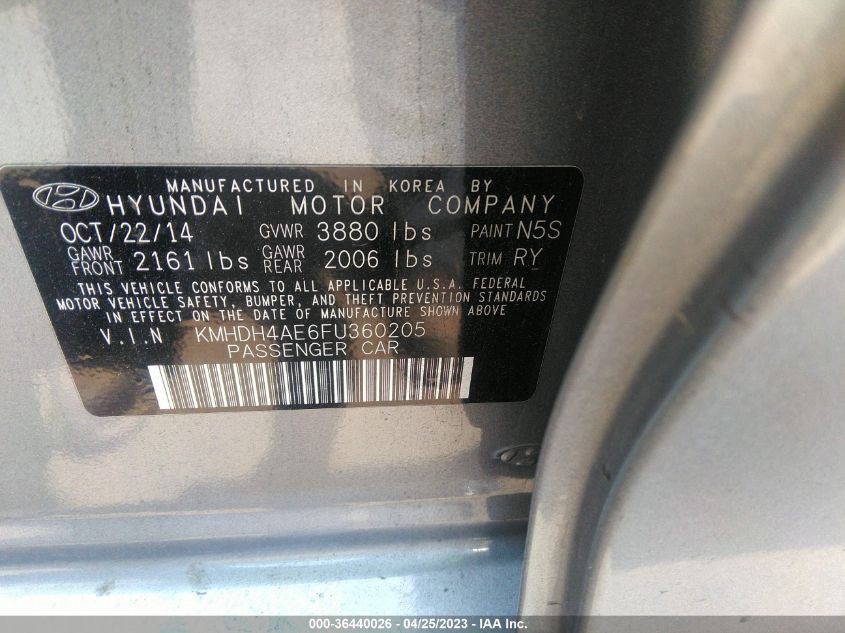 MANUFACTURED IN KOREA BY
HYUNDAI MOTOR COMPANY
OCT/22/14 GVWR 3880 lbs PAINT N5S
GAWR FRONT 2161 lbs GAWR REAR 2006 lbs TRIM RY
THIS VEHICLE CONFORMS TO ALL APPLICABLE U.S.A. FEDERAL
MOTOR VEHICLE SAFETY, BUMPER, AND THEFT PREVENTION STANDARDS
IN EFFECT ON THE DATE OF MANUFACTURE SHOWN ABOVE.
V.I.N KMHDH4AE6FU360205
PASSENGER CAR
000-36440026 - 04/25/2023 - IAA Inc.